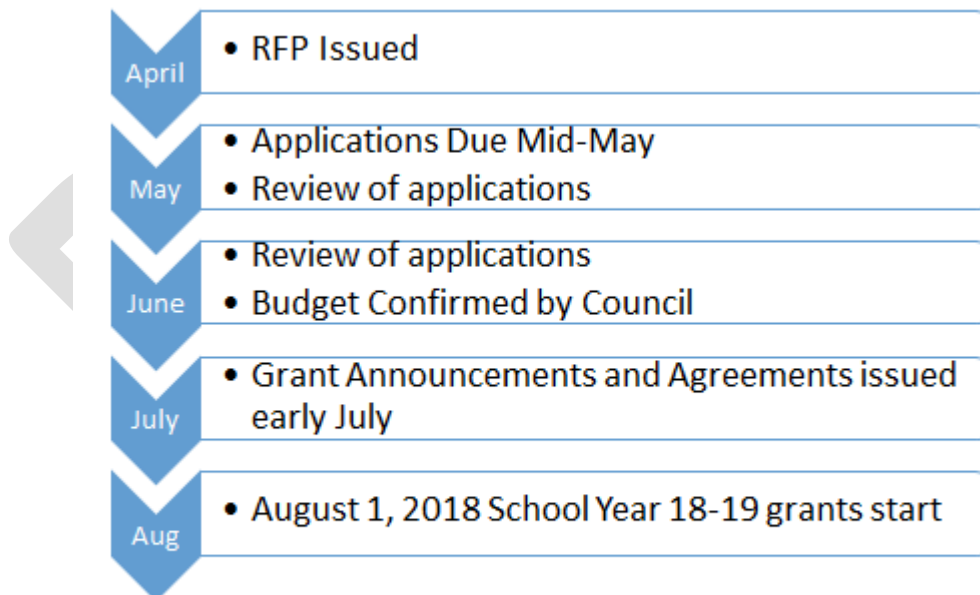 April
• RFP Issued
May
• Applications Due Mid-May
• Review of applications
June
• Review of applications
• Budget Confirmed by Council
July
• Grant Announcements and Agreements issued
early July
Aug
• August 1, 2018 School Year 18-19 grants start